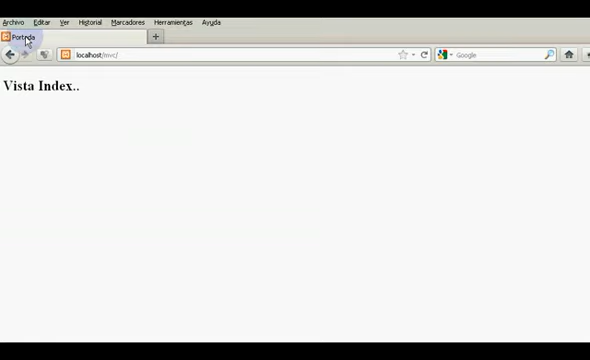 Archivo Editar Ver Historial Marcadores Herramientas Ayuda
Portada +
localhost/mvc/ Google
Vista Index..